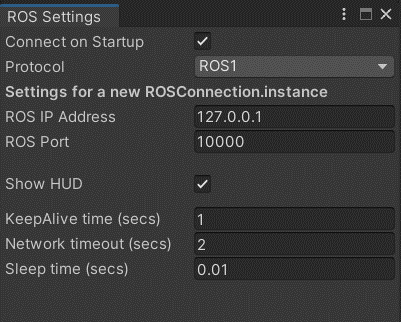 ROS Settings
Connect on Startup
Protocol ROS1
Settings for a new ROSConnection.instance
ROS IP Address 127.0.0.1
ROS Port 10000
Show HUD
KeepAlive time (secs) 1
Network timeout (secs) 2
Sleep time (secs) 0.01